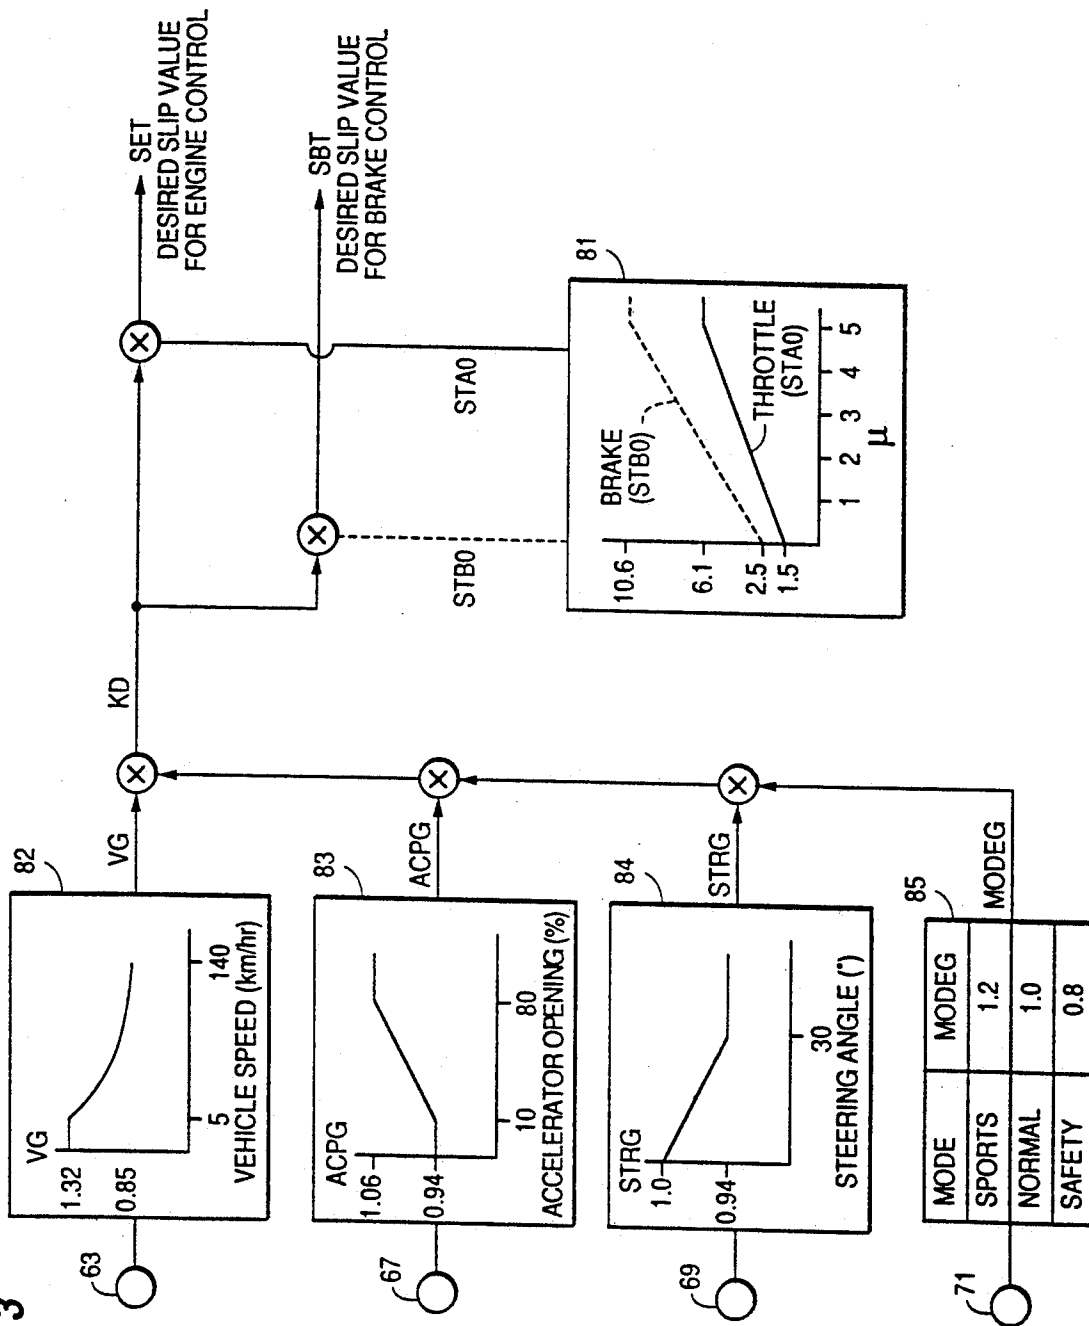 3
63
82
VG
1.32
0.85
5
140
VEHICLE SPEED (km/hr)
VG
67
83
ACPG
1.06
0.94
10
80
ACCELERATOR OPENING (%)
ACPG
69
84
STRG
1.0
0.94
30
STEERING ANGLE (°)
STRG
71
85
MODE MODEG
SPORTS 1.2
NORMAL 1.0
SAFETY 0.8
MODEG
KD
STB0
STA0
81
BRAKE
(STB0)
THROTTLE
(STA0)
10.6
6.1
2.5
1.5
1 2 3 4 5
μ
SET
DESIRED SLIP VALUE
FOR ENGINE CONTROL
SBT
DESIRED SLIP VALUE
FOR BRAKE CONTROL